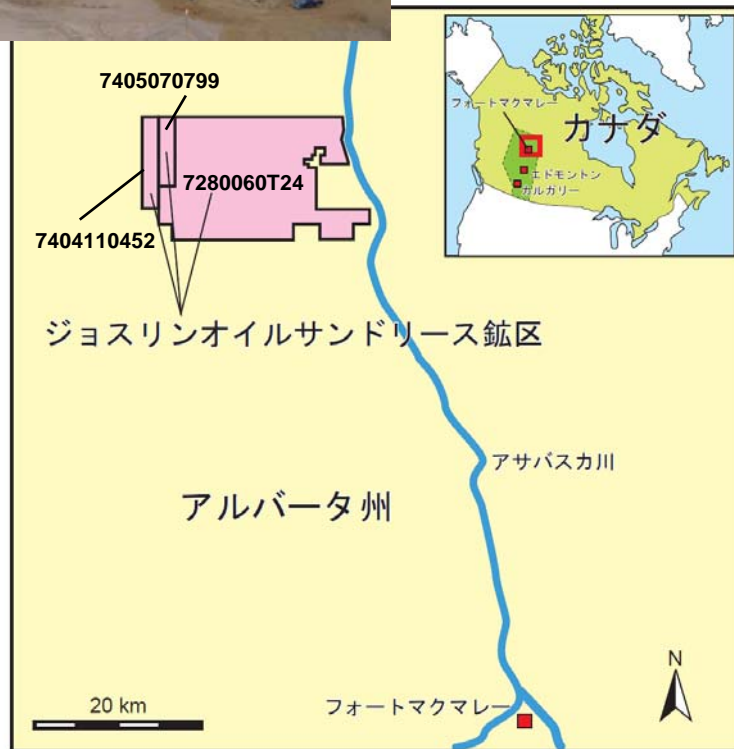 7405070799
7280060T24
7404110452
ジョスリンオイルサンドリース鉱区
アサバスカ川
アルバータ州
フォートマクマレー
20 km
N
フォートマクマレー
カナダ
エドモントン
カルガリー